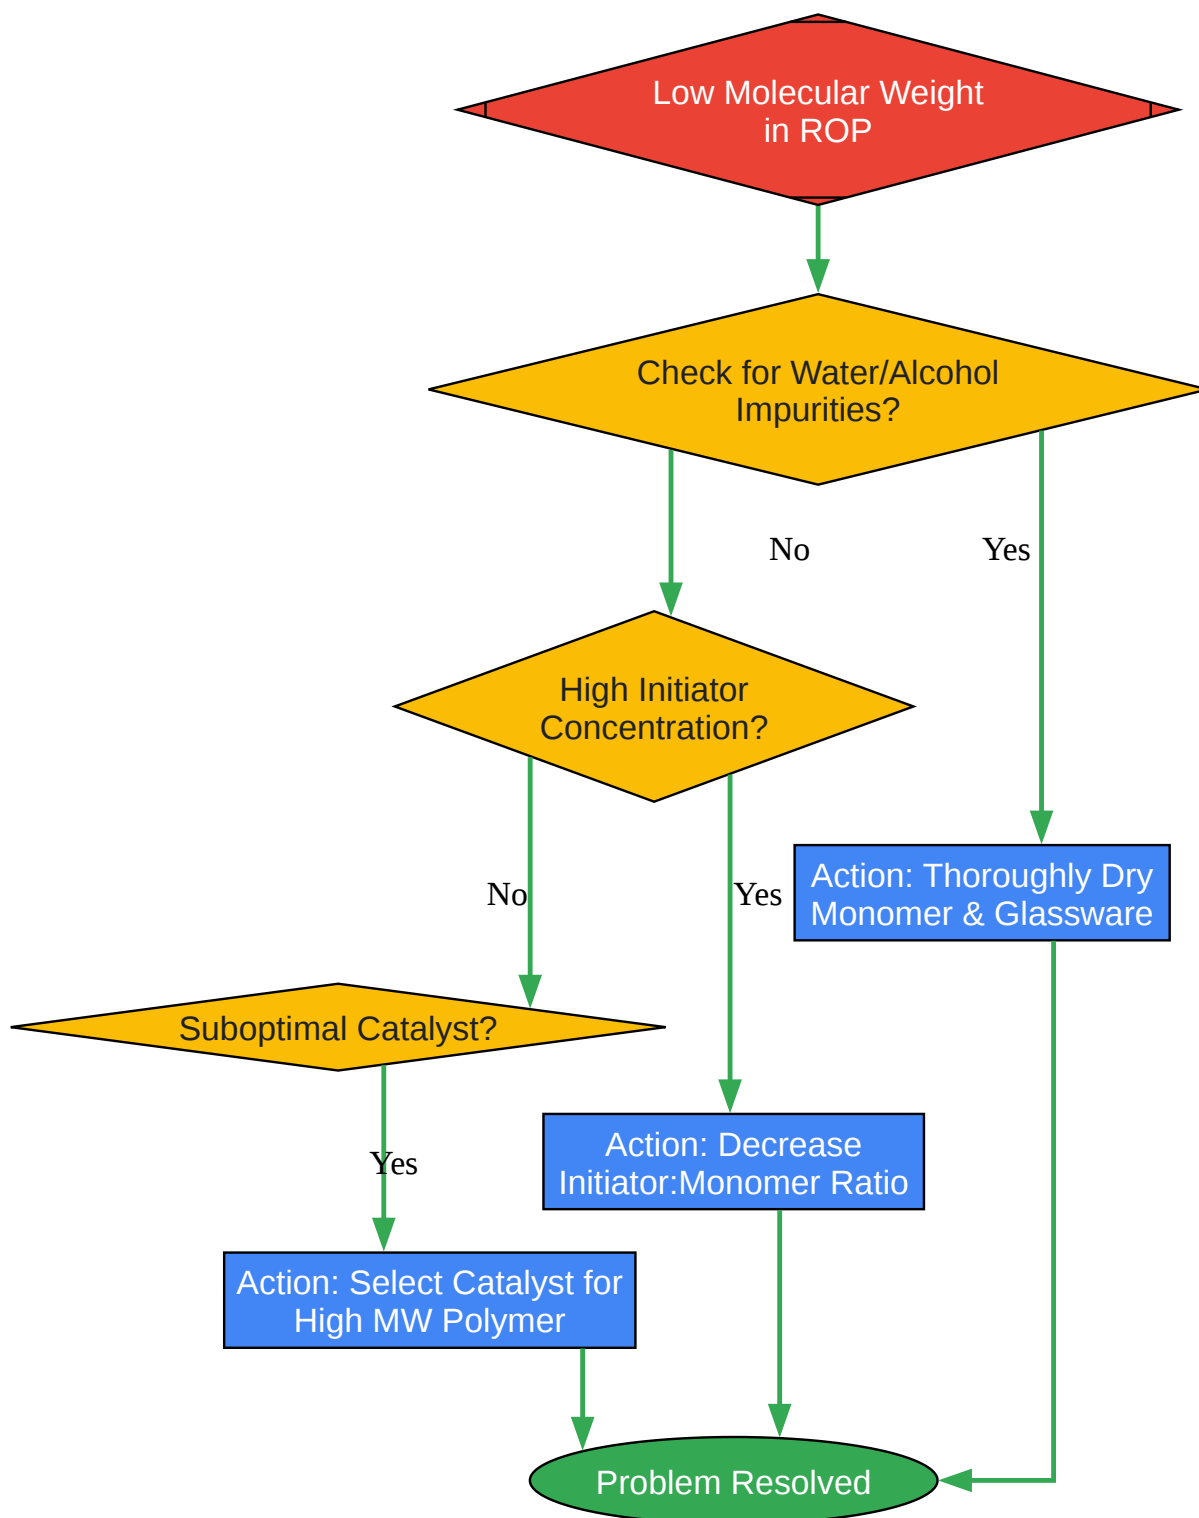 Low Molecular Weight
in ROP
Check for Water/Alcohol
Impurities?
No
Yes
High Initiator
Concentration?
No
Yes
Action: Thoroughly Dry
Monomer & Glassware
Suboptimal Catalyst?
Yes
Action: Decrease
Initiator:Monomer Ratio
Action: Select Catalyst for
High MW Polymer
Problem Resolved